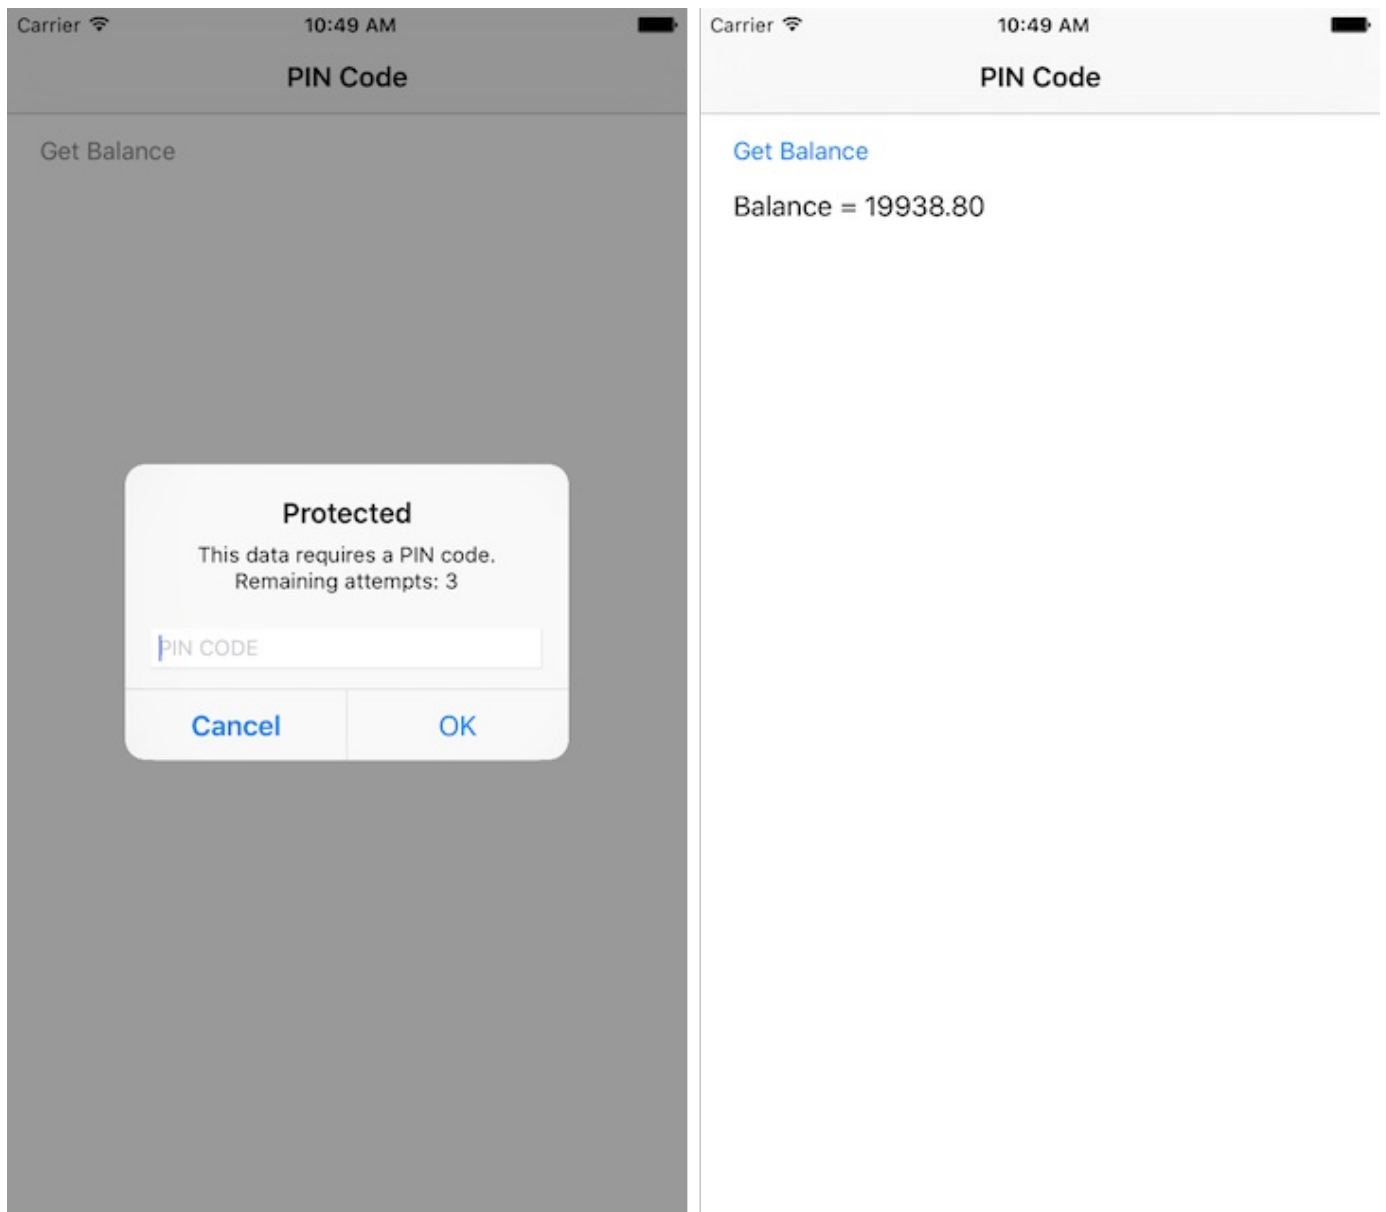 Carrier
10:49 AM
PIN Code
Get Balance
Protected
This data requires a PIN code.
Remaining attempts: 3
PIN CODE
Cancel
OK
Carrier
10:49 AM
PIN Code
Get Balance
Balance = 19938.80